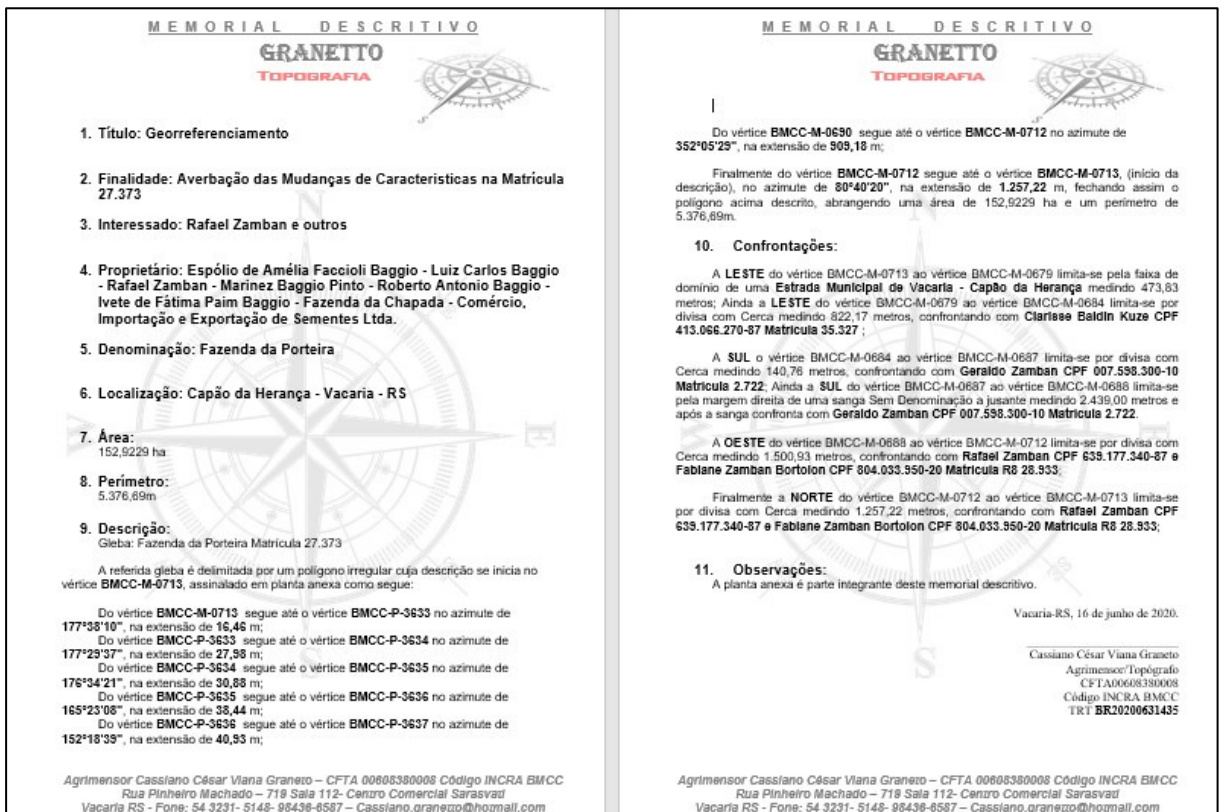 MEMORIAL DESCRITIVO
GRANETTO
TOPOGRAFIA
1. Título: Georreferenciamento
2. Finalidade: Averbação das Mudanças de Caracteristicas na Matrícula
27.373
3. Interessado: Rafael Zamban e outros
4. Proprietário: Espólio de Amélia Faccioli Baggio - Luiz Carlos Baggio
- Rafael Zamban - Marinez Baggio Pinto - Roberto Antonio Baggio -
Ivete de Fátima Paim Baggio - Fazenda da Chapada - Comércio,
Importação e Exportação de Sementes Ltda.
5. Denominação: Fazenda da Porteira
6. Localização: Capão da Herança - Vacaria - RS
7. Área:
152,9229 ha
8. Perímetro:
5.376,69m
9. Descrição:
Gleba: Fazenda da Porteira Matrícula 27.373
A referida gleba é delimitada por um polígono irregular cuja descrição se inicia no
vértice BMCC-M-0713, assinalado em planta anexa como segue:
Do vértice BMCC-M-0713 segue até o vértice BMCC-P-3633 no azimute de
177°38'10", na extensão de 16,46 m;
Do vértice BMCC-P-3633 segue até o vértice BMCC-P-3634 no azimute de
177°29'37", na extensão de 27,98 m;
Do vértice BMCC-P-3634 segue até o vértice BMCC-P-3635 no azimute de
176°34'21", na extensão de 30,88 m;
Do vértice BMCC-P-3635 segue até o vértice BMCC-P-3636 no azimute de
165°23'08", na extensão de 38,44 m;
Do vértice BMCC-P-3636 segue até o vértice BMCC-P-3637 no azimute de
152°18'39", na extensão de 40,93 m;
Agrimensor Cassiano César Viana Graneto – CFTA 00608380008 Código INCRA BMCC
Rua Pinheiro Machado – 719 Sala 112- Centro Comercial Sarasvati
Vacaria RS - Fone: 54 3231- 5148- 98436-6587 – Cassiano.graneto@hotmail.com
MEMORIAL DESCRITIVO
GRANETTO
TOPOGRAFIA
Do vértice BMCC-M-0690 segue até o vértice BMCC-M-0712 no azimute de
352°05'29", na extensão de 909,18 m;
Finalmente do vértice BMCC-M-0712 segue até o vértice BMCC-M-0713, (início da
descrição), no azimute de 80°40'20", na extensão de 1.257,22 m, fechando assim o
polígono acima descrito, abrangendo uma área de 152,9229 ha e um perímetro de
5.376,69m.
10. Confrontações:
A LESTE do vértice BMCC-M-0713 ao vértice BMCC-M-0679 limita-se pela faixa de
domínio de uma Estrada Municipal de Vacaria - Capão da Herança medindo 473,83
metros; Ainda a LESTE do vértice BMCC-M-0679 ao vértice BMCC-M-0684 limita-se por
divisa com Cerca medindo 822,17 metros, confrontando com Clarisse Baldin Kuze CPF
413.066.270-87 Matricula 35.327 ;
A SUL o vértice BMCC-M-0684 ao vértice BMCC-M-0687 limita-se por divisa com
Cerca medindo 140,76 metros, confrontando com Geraldo Zamban CPF 007.598.300-10
Matricula 2.722; Ainda a SUL do vértice BMCC-M-0687 ao vértice BMCC-M-0688 limita-se
pela margem direita de uma sanga Sem Denominação a jusante medindo 2.439,00 metros e
após a sanga confronta com Geraldo Zamban CPF 007.598.300-10 Matricula 2.722.
A OESTE do vértice BMCC-M-0688 ao vértice BMCC-M-0712 limita-se por divisa com
Cerca medindo 1.500,93 metros, confrontando com Rafael Zamban CPF 639.177.340-87 e
Fabiane Zamban Bortolon CPF 804.033.950-20 Matricula R8 28.933;
Finalmente a NORTE do vértice BMCC-M-0712 ao vértice BMCC-M-0713 limita-se
por divisa com Cerca medindo 1.257,22 metros, confrontando com Rafael Zamban CPF
639.177.340-87 e Fabiane Zamban Bortolon CPF 804.033.950-20 Matricula R8 28.933;
11. Observações:
A planta anexa é parte integrante deste memorial descritivo.
Vacaria-RS, 16 de junho de 2020.
Cassiano César Viana Graneto
Agrimensor/Topógrafo
CFTA00608380008
Código INCRA BMCC
TRT BR20200631435
Agrimensor Cassiano César Viana Graneto – CFTA 00608380008 Código INCRA BMCC
Rua Pinheiro Machado – 719 Sala 112- Centro Comercial Sarasvati
Vacaria RS - Fone: 54 3231- 5148- 98436-6587 – Cassiano.graneto@hotmail.com